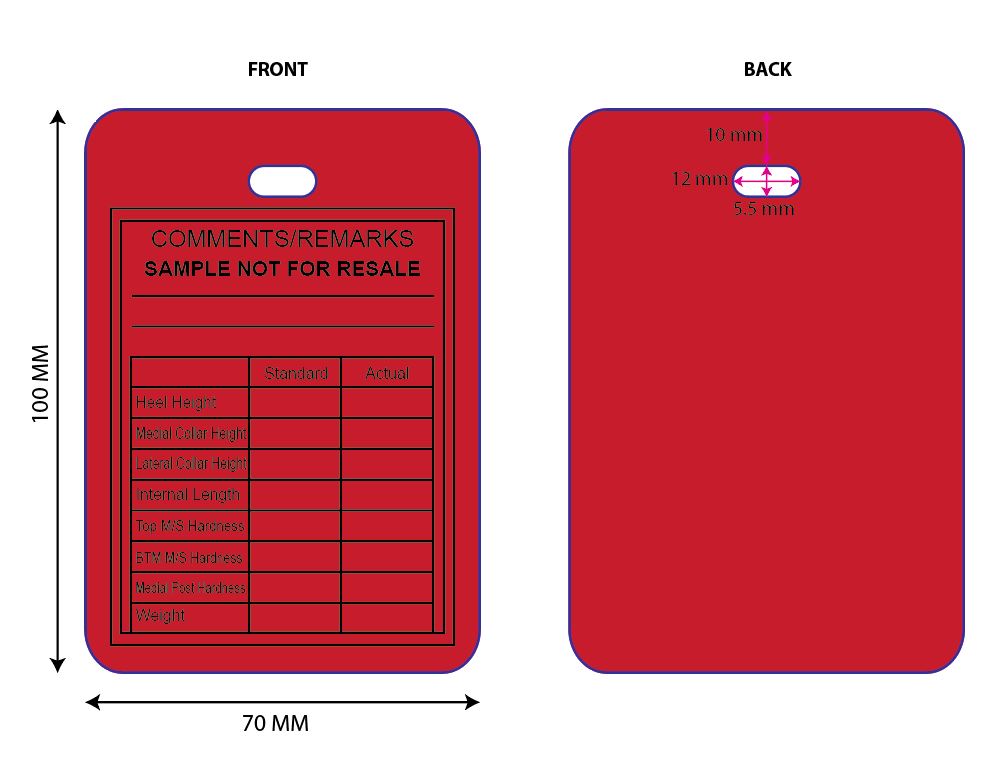 FRONT
COMMENTS/REMARKS
SAMPLE NOT FOR RESALE
Standard Actual
Heel Height
Medial Collar Height
Lateral Collar Height
Internal Length
Top M/S Hardness
BTM M/S Hardness
Medial Post Hardness
Weight
100 MM
70 MM
BACK
10 mm
12 mm
5.5 mm